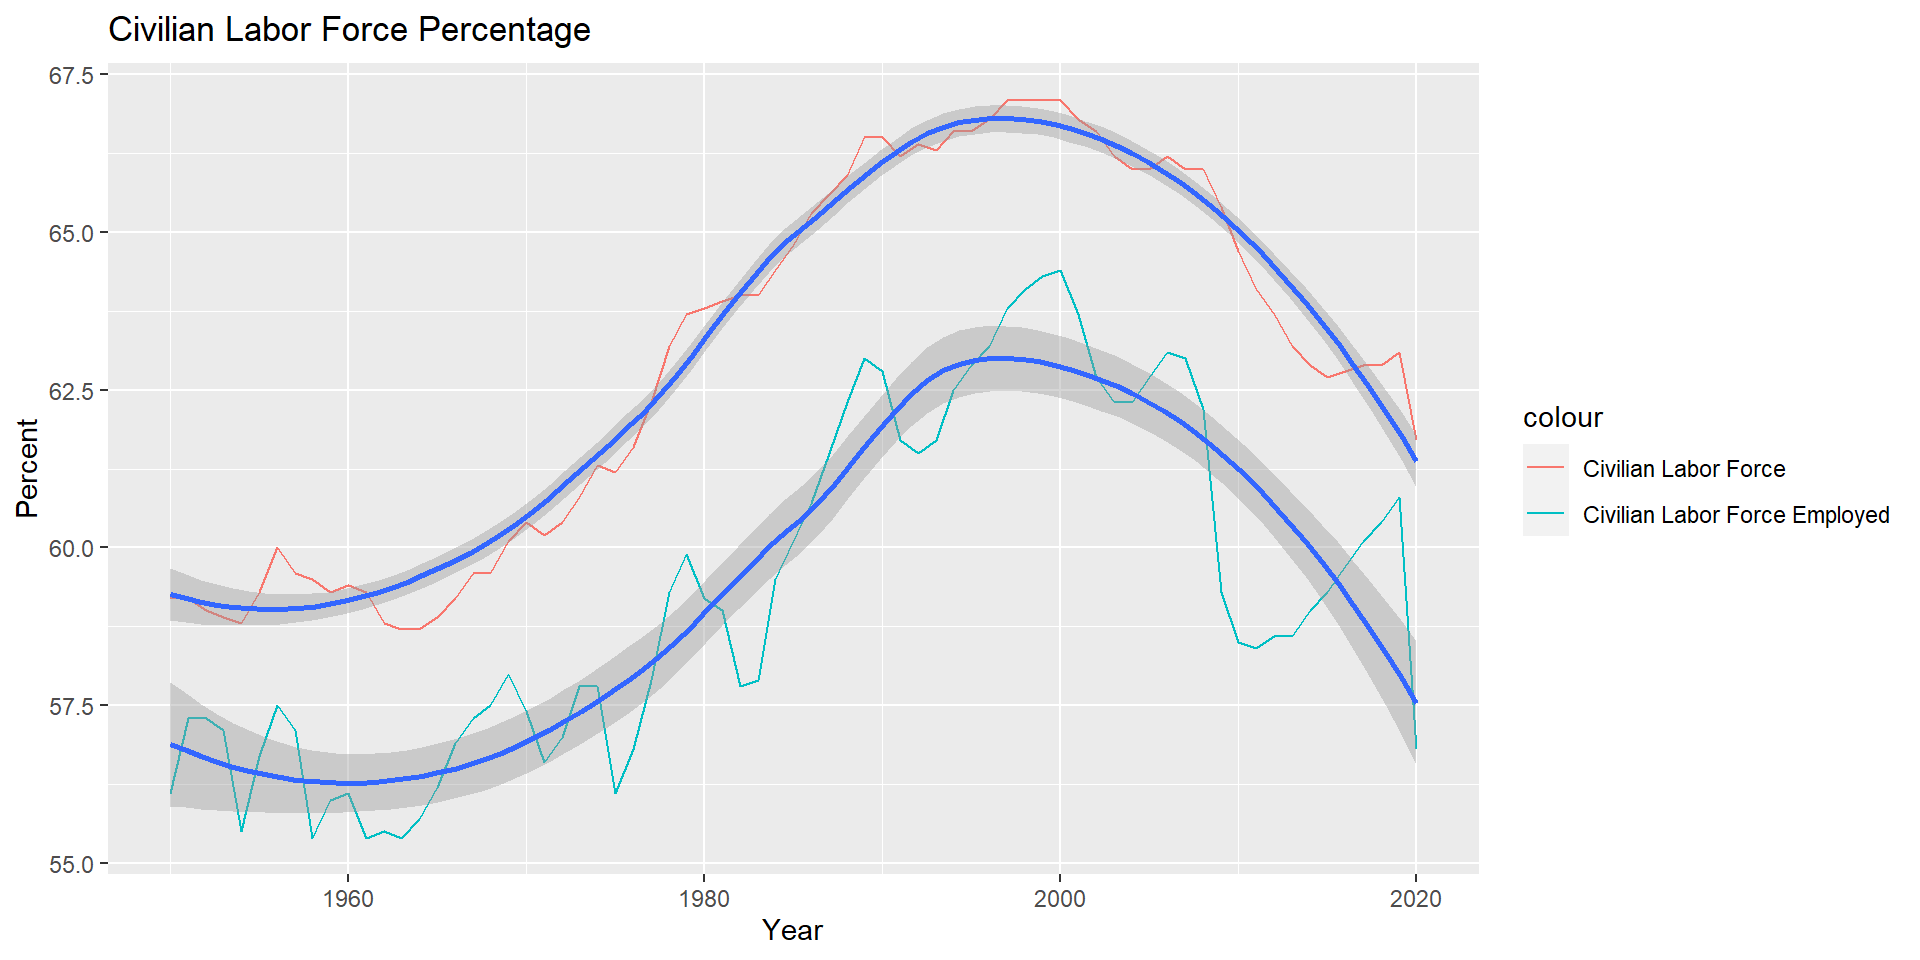 Civilian Labor Force Percentage
67.5
65.0
62.5
60.0
57.5
55.0
Percent
1960
1980
2000
2020
Year
colour
Civilian Labor Force
Civilian Labor Force Employed